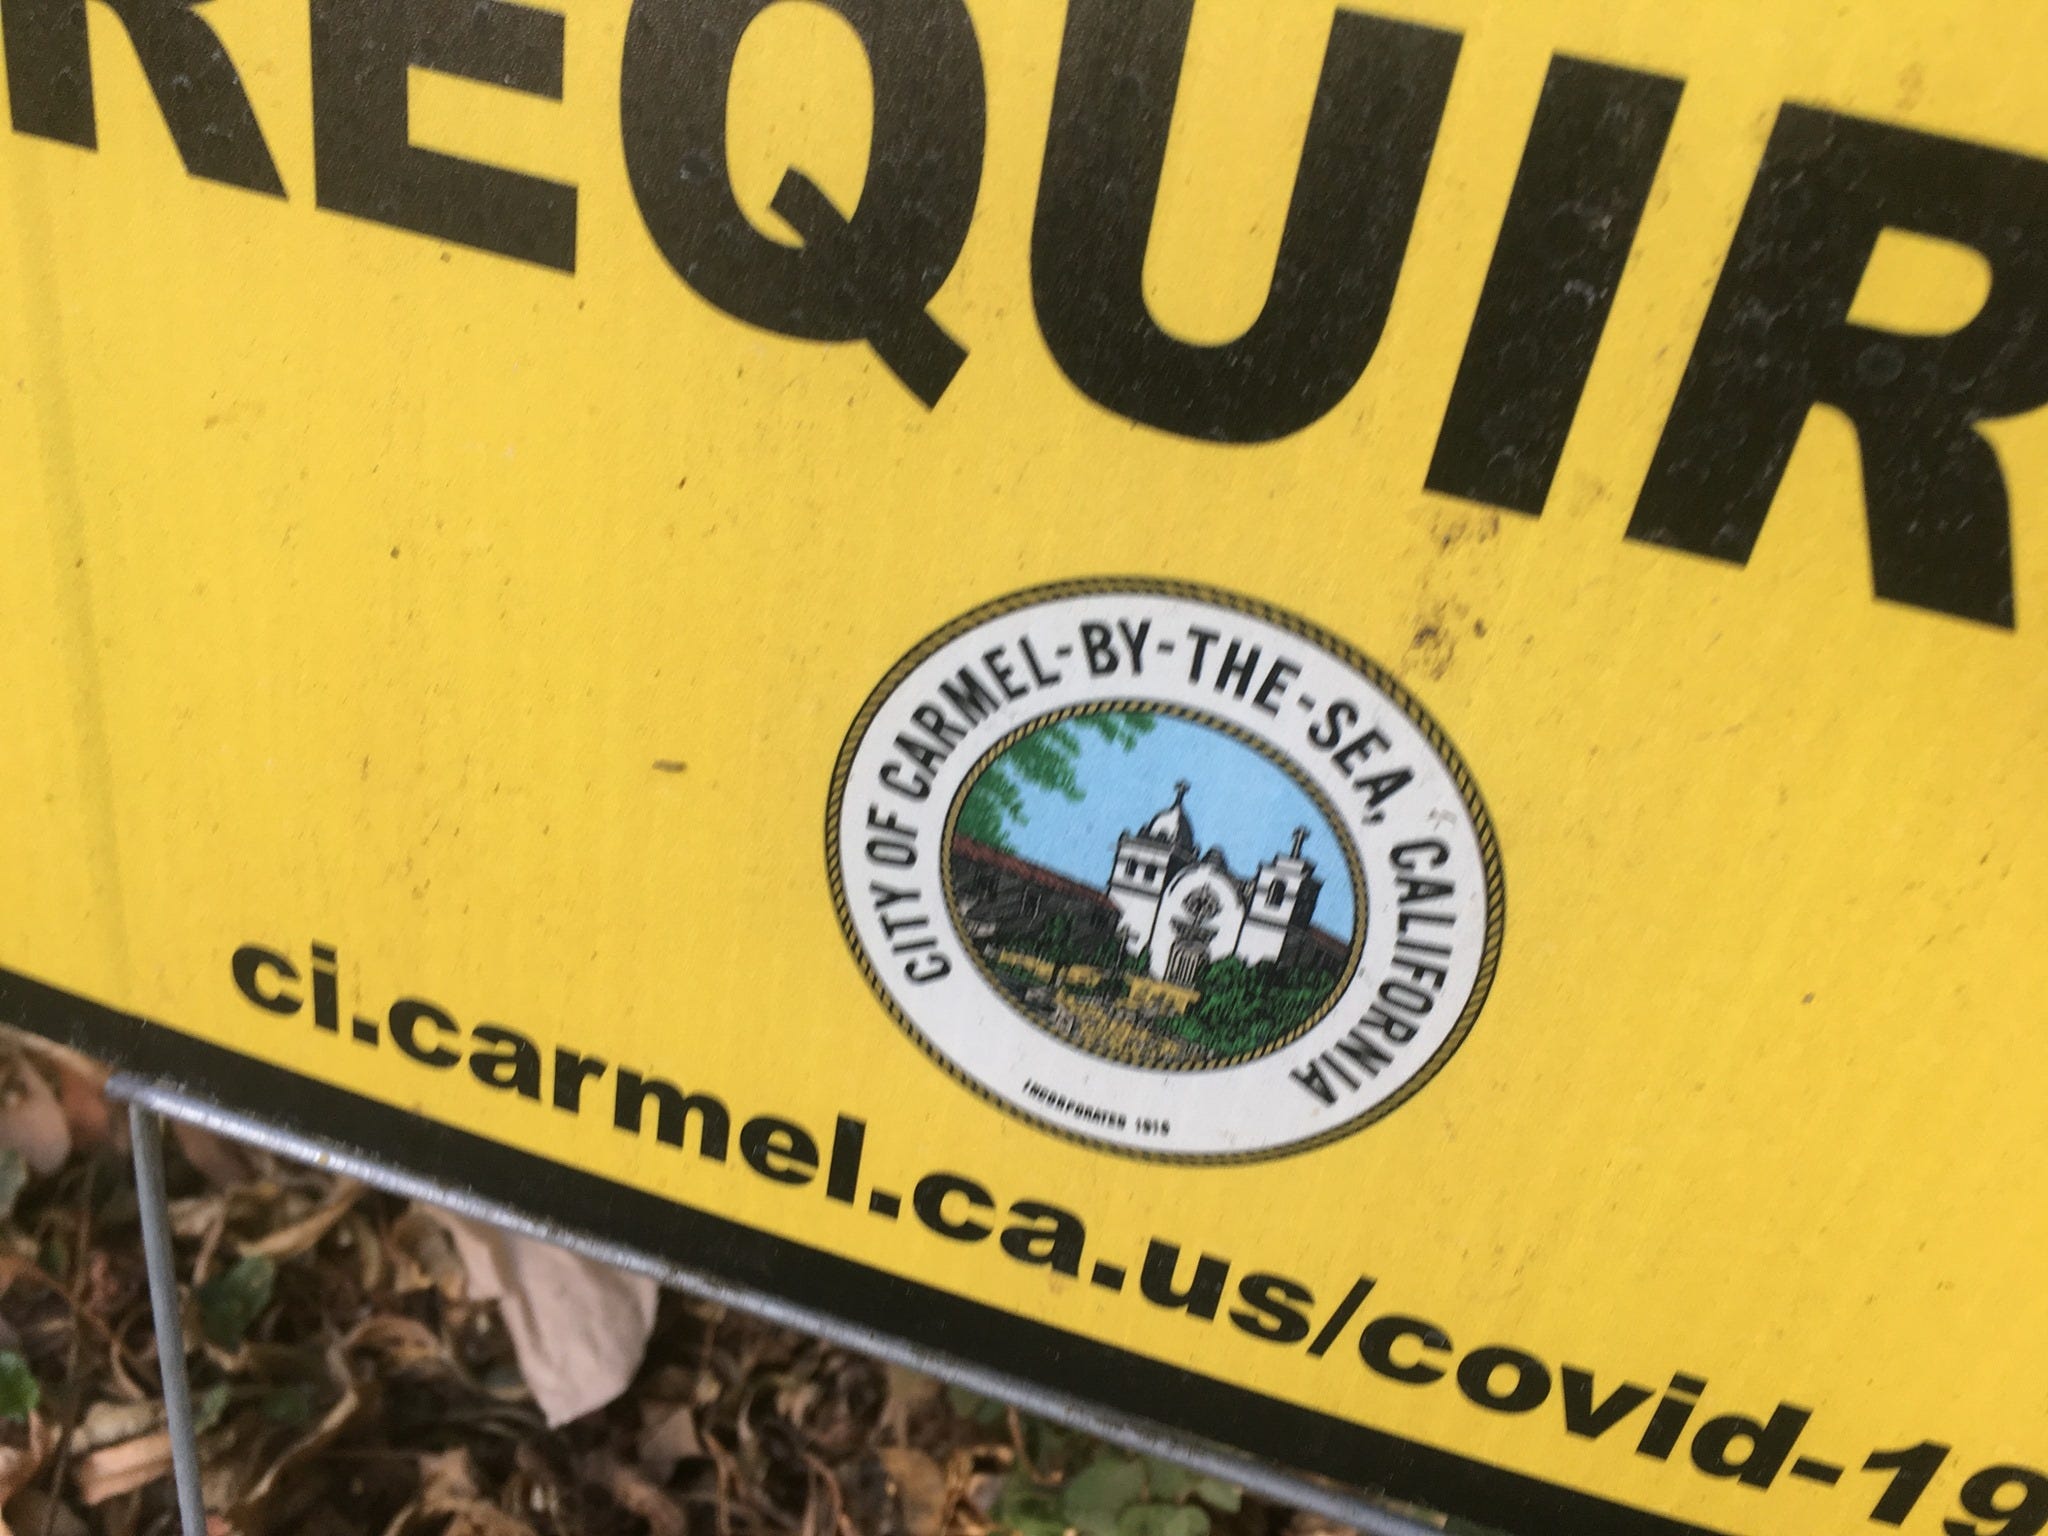 REQUIR
CITY OF CARMEL-BY-THE-SEA, CALIFORNIA
INCORPORATED 1916
ci.carmel.ca.us/covid-19